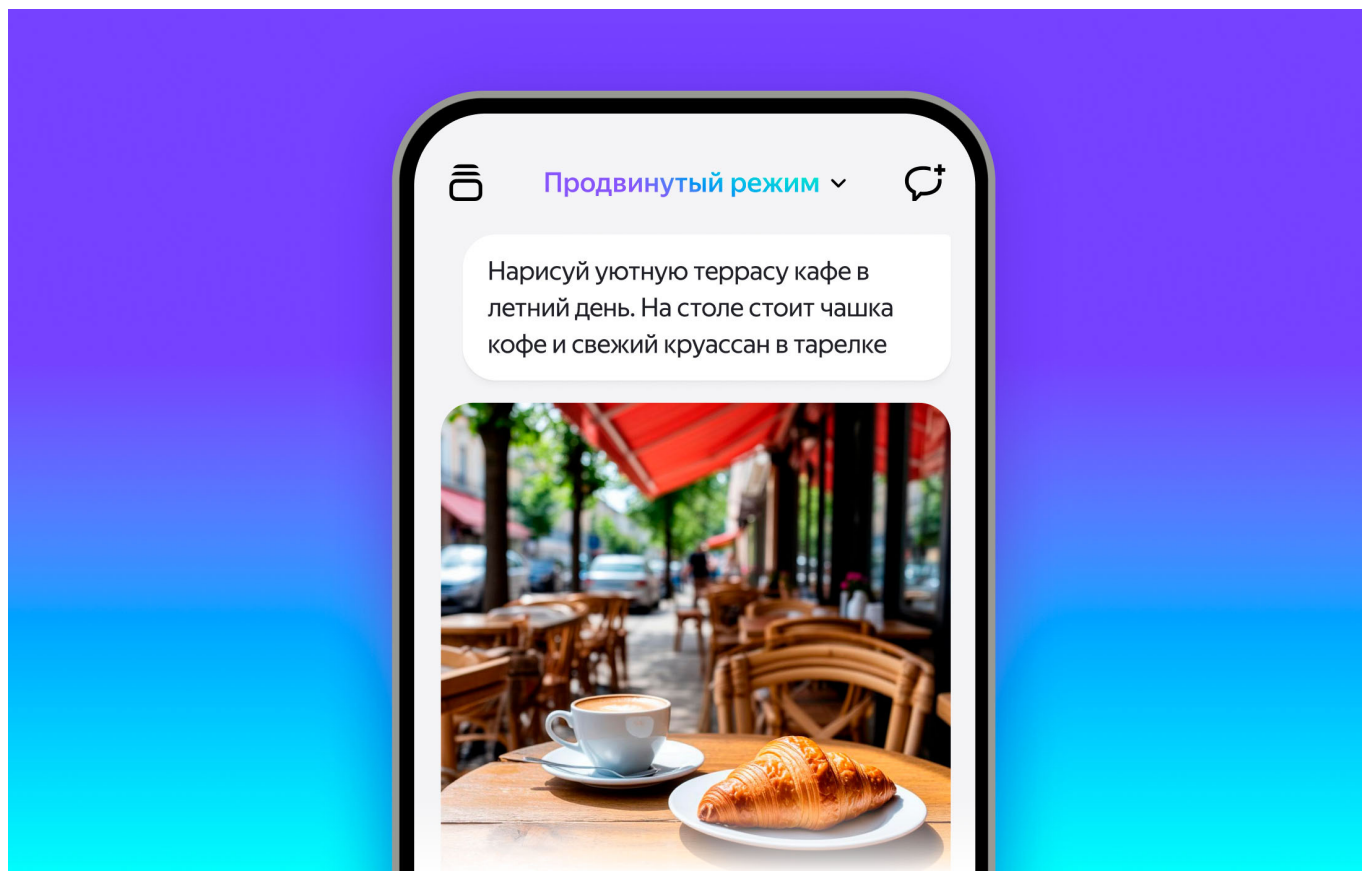 Продвинутый режим
Нарисуй уютную террасу кафе в
летний день. На столе стоит чашка
кофе и свежий круассан в тарелке